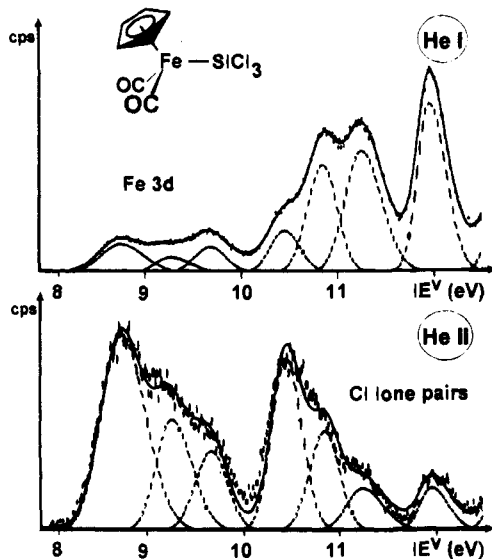 cps
He I
Fe
SiCl3
OC
OC
Fe 3d
8 9 10 11 IEV (eV)
cps
He II
Cl lone pairs
8 9 10 11 12 IEV (eV)